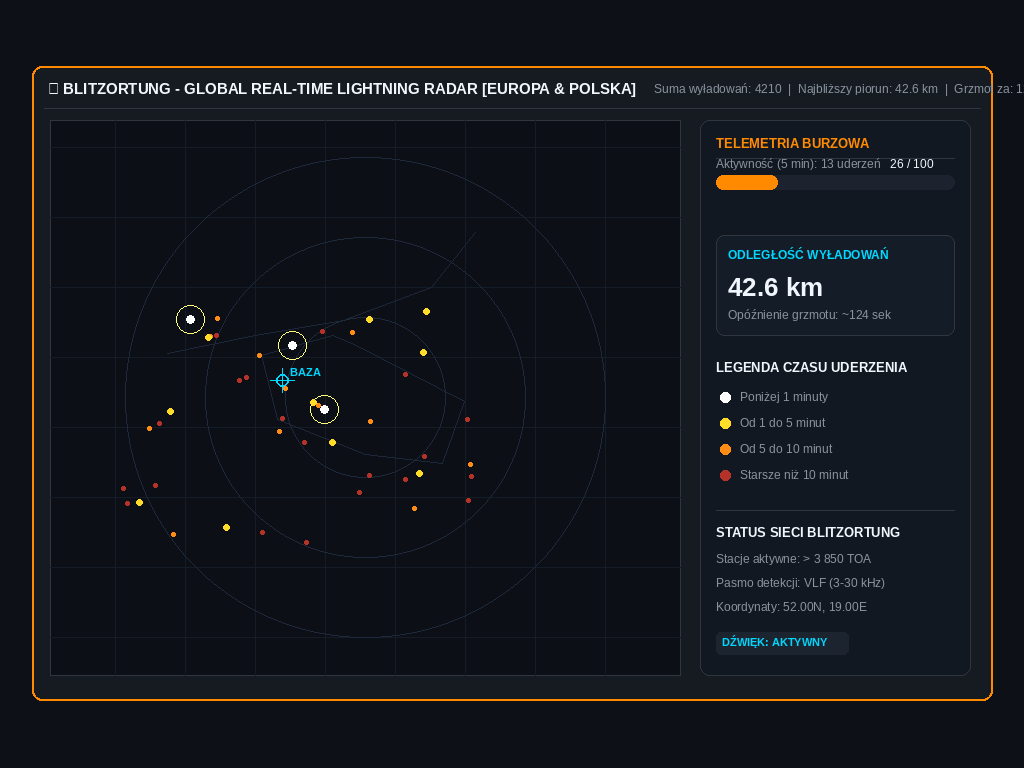 BLITZORTUNG - GLOBAL REAL-TIME LIGHTNING RADAR [EUROPA & POLSKA]
Suma wyładowań: 4210 | Najbliższy piorun: 42.6 km | Grzmot za:
BAZA
TELEMETRIA BURZOWA
Aktywność (5 min): 13 uderzeń 26 / 100
ODLEGŁOŚĆ WYŁADOWAŃ
42.6 km
Opóźnienie grzmotu: ~124 sek
LEGENDA CZASU UDERZENIA
Poniżej 1 minuty
Od 1 do 5 minut
Od 5 do 10 minut
Starsze niż 10 minut
STATUS SIECI BLITZORTUNG
Stacje aktywne: > 3 850 TOA
Pasmo detekcji: VLF (3-30 kHz)
Koordynaty: 52.00N, 19.00E
DŹWIĘK: AKTYWNY